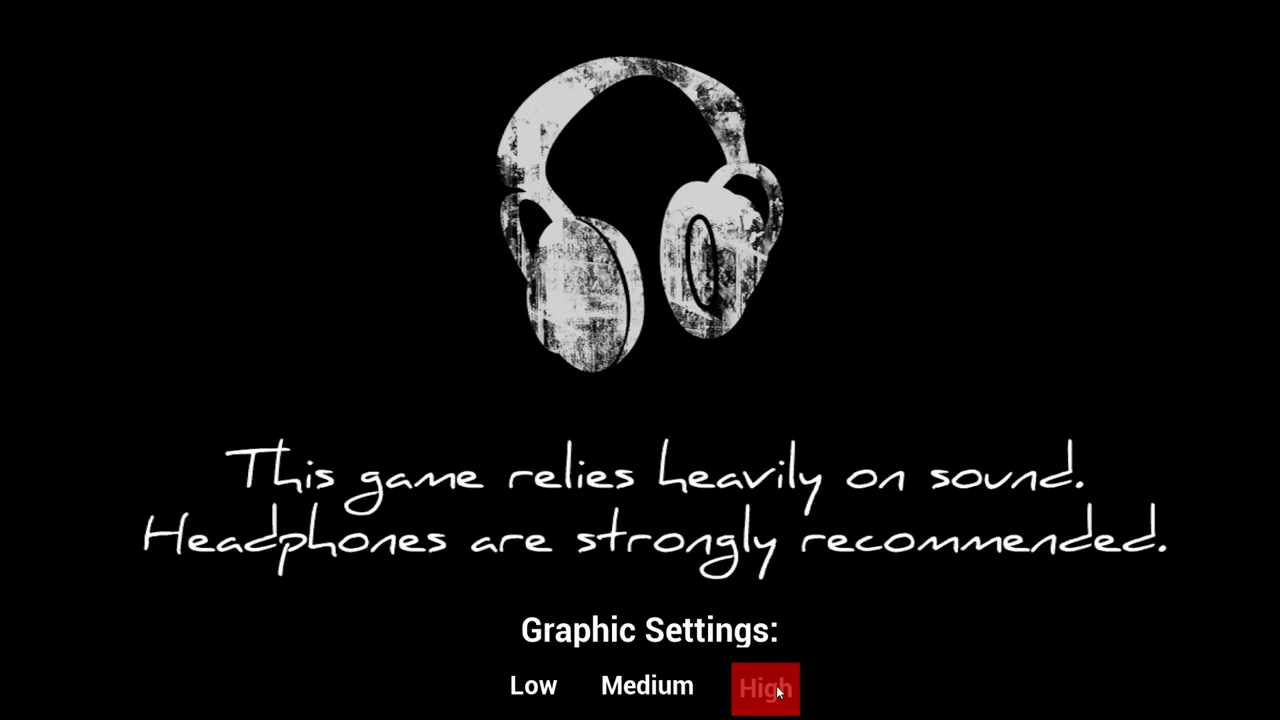 This game relies heavily on sound.
Headphones are strongly recommended.
Graphic Settings:
Low Medium High